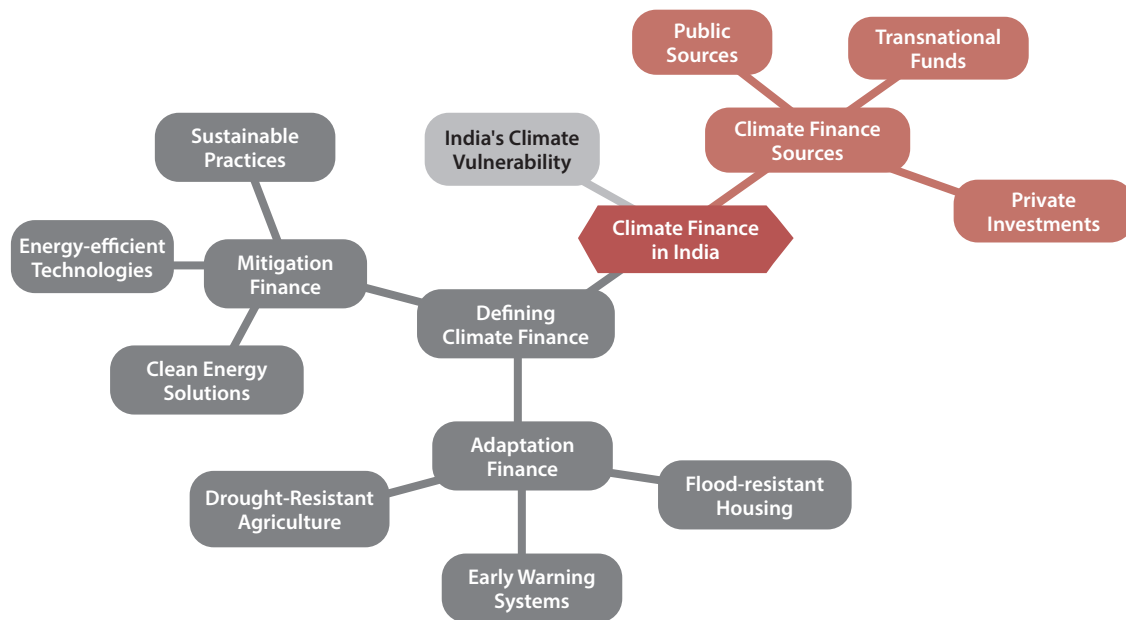 Public
Sources
Transnational
Funds
Sustainable
Practices
India's Climate
Vulnerability
Climate Finance
Sources
Private
Investments
Climate Finance
in India
Energy-efficient
Technologies
Mitigation
Finance
Defining
Climate Finance
Clean Energy
Solutions
Adaptation
Finance
Drought-Resistant
Agriculture
Flood-resistant
Housing
Early Warning
Systems